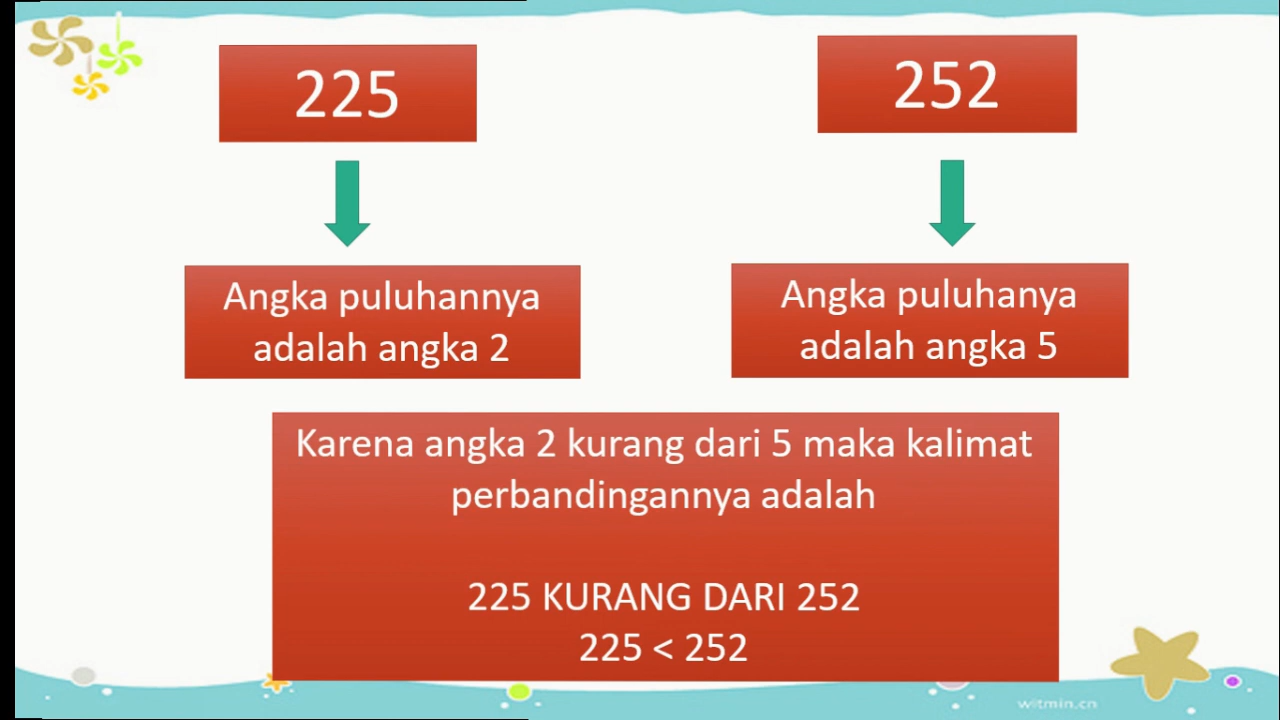 225
252
Angka puluhannya
adalah angka 2
Angka puluhanya
adalah angka 5
Karena angka 2 kurang dari 5 maka kalimat
perbandingannya adalah
225 KURANG DARI 252
225 < 252
witmin.cn